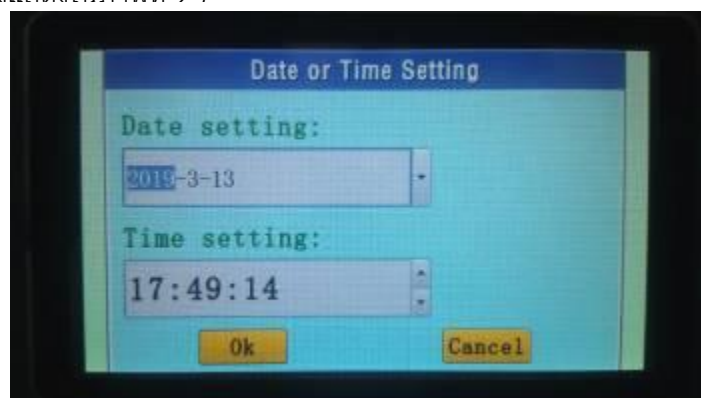 Date or Time Setting
Date setting:
2019-3-13
Time setting:
17:49:14
Ok
Cancel